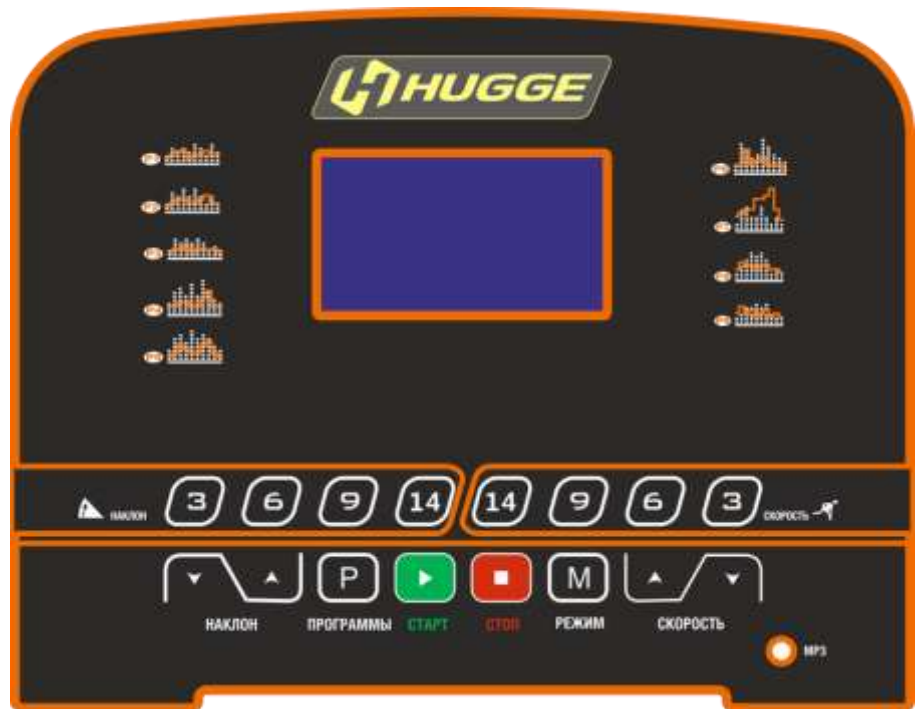 HUGGE
НАКЛОН 3 6 9 14 14 9 6 3 СКОРОСТЬ
P M
НАКЛОН ПРОГРАММЫ СТАРТ СТОП РЕЖИМ СКОРОСТЬ
MP3